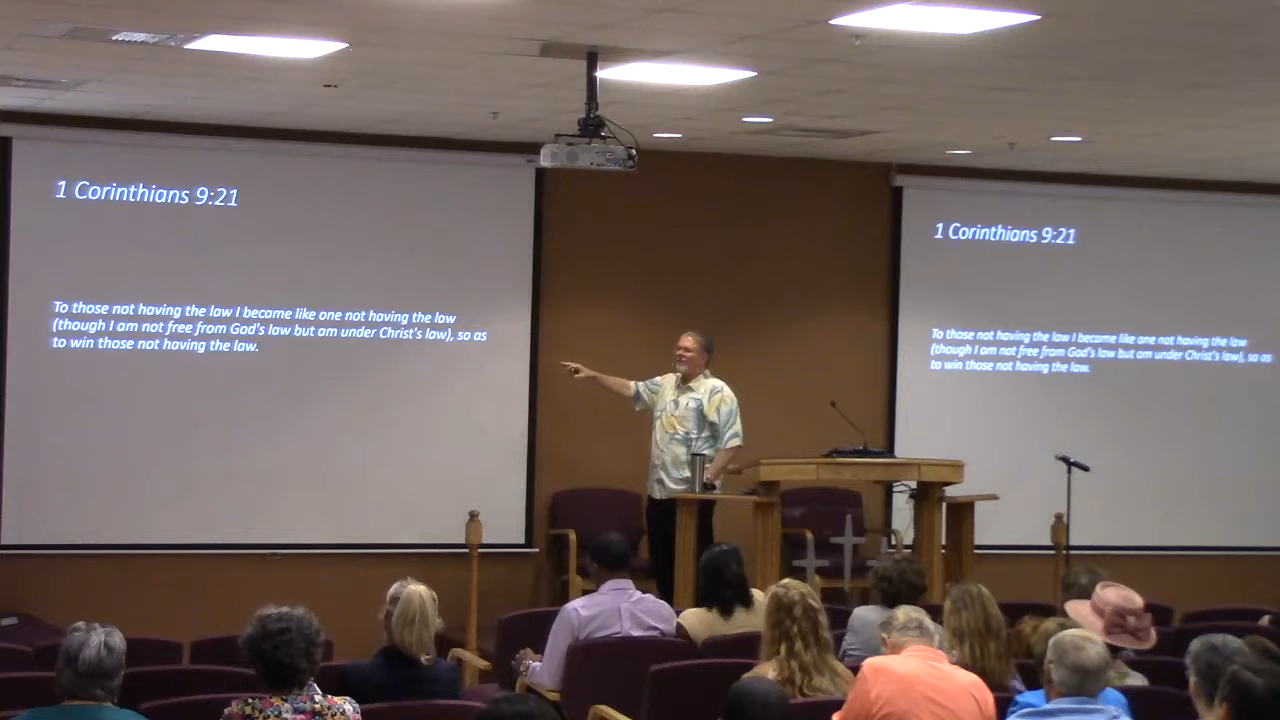 1 Corinthians 9:21
To those not having the law I became like one not having the law
(though I am not free from God's law but am under Christ's law), so as
to win those not having the law.
1 Corinthians 9:21
To those not having the law I became like one not having the law
(though I am not free from God's law but am under Christ's law), so as
to win those not having the law.